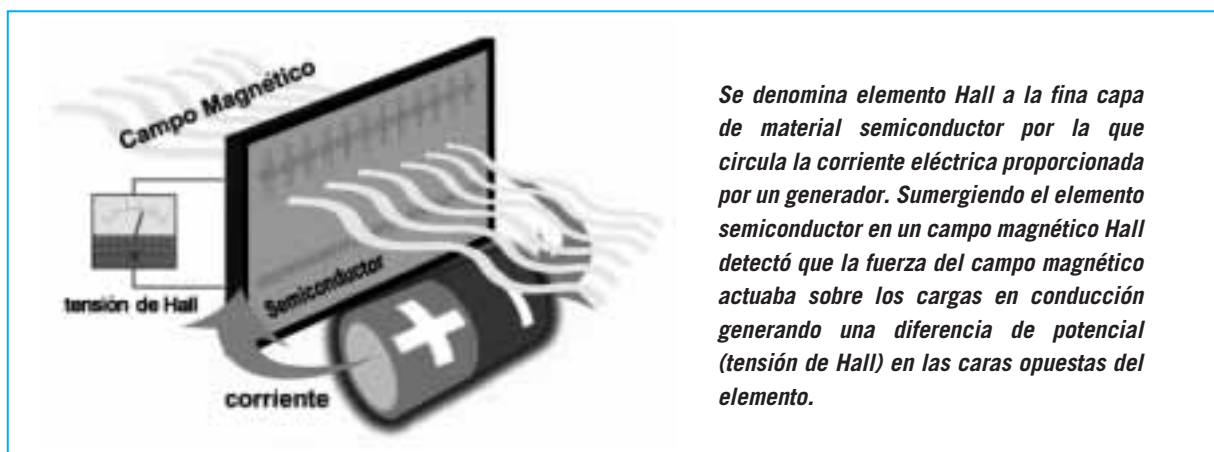 Campo Magnético
tensión de Hall
Semiconductor
corriente
Se denomina elemento Hall a la fina capa
de material semiconductor por la que
circula la corriente eléctrica proporcionada
por un generador. Sumergiendo el elemento
semiconductor en un campo magnético Hall
detectó que la fuerza del campo magnético
actuaba sobre los cargas en conducción
generando una diferencia de potencial
(tensión de Hall) en las caras opuestas del
elemento.